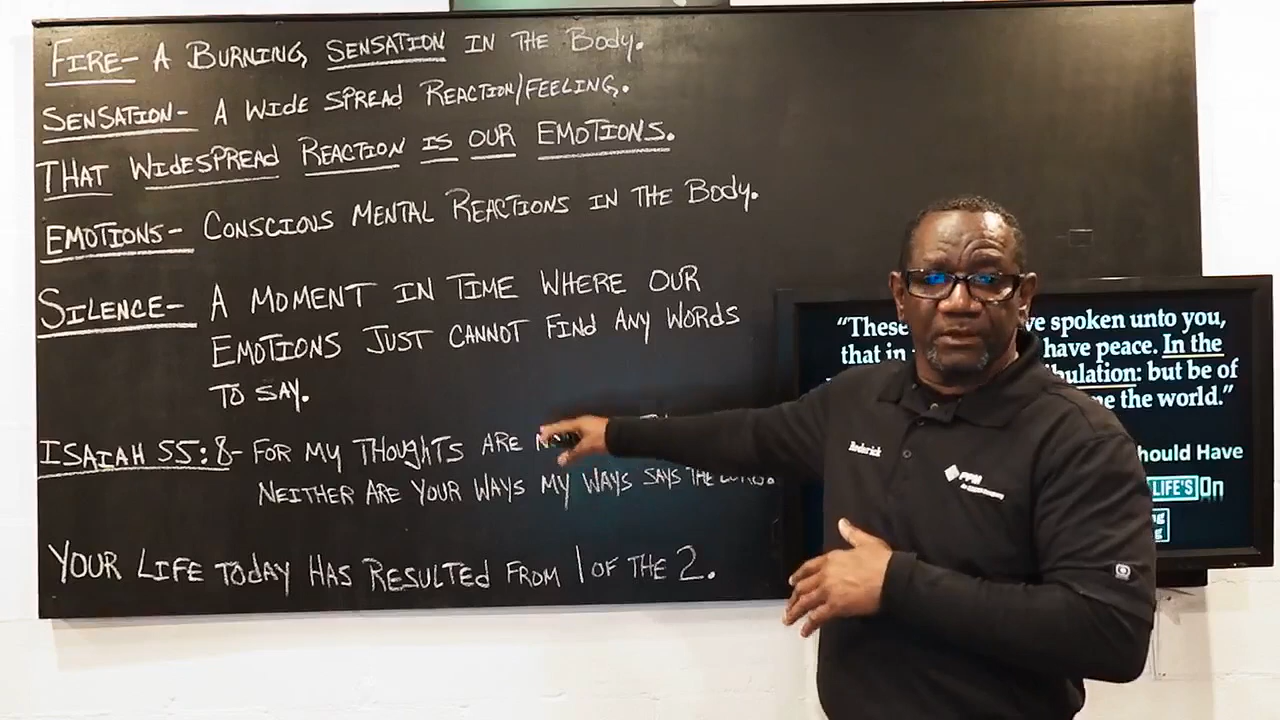 FIRE- A BURNING SENSATION IN THE BODY.
SENSATION- A WIDE SPREAD REACTION/FEELING.
THAT WIDESPREAD REACTION IS OUR EMOTIONS.
EMOTIONS- CONSCIOUS MENTAL REACTIONS IN THE BODY.
SILENCE- A MOMENT IN TIME WHERE OUR
EMOTIONS JUST CANNOT FIND ANY WORDS
TO SAY.
ISAIAH 55:8- FOR MY THOUGHTS ARE
NEITHER ARE YOUR WAYS MY WAYS SAYS THE
YOUR LIFE TODAY HAS RESULTED FROM 1 OF THE 2.
“These ve spoken unto you,
that in have peace. In the
bulation: but be of
the world.”
hould Have
LIFE'S On
Roderick
PPM